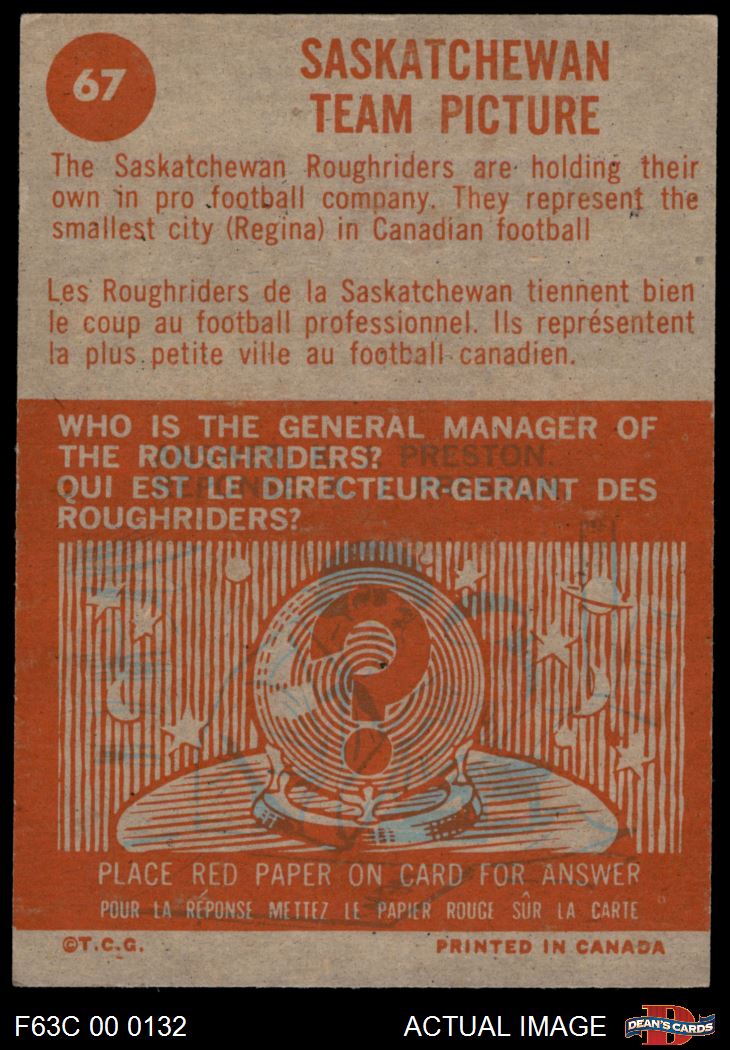 67
SASKATCHEWAN
TEAM PICTURE
The Saskatchewan Roughriders are holding their
own in pro football company. They represent the
smallest city (Regina) in Canadian football
Les Roughriders de la Saskatchewan tiennent bien
le coup au football professionnel. Ils représentent
la plus petite ville au football canadien.
WHO IS THE GENERAL MANAGER OF
THE ROUGHRIDERS?
PRESTON.
QUI EST LE DIRECTEUR-GERANT DES
ROUGHRIDERS?
PLACE RED PAPER ON CARD FOR ANSWER
POUR LA RÉPONSE METTEZ LE PAPIER ROUGE SÛR LA CARTE
©T.C.G.
PRINTED IN CANADA
F63C 00 0132
ACTUAL IMAGE
DEAN'S CARDS